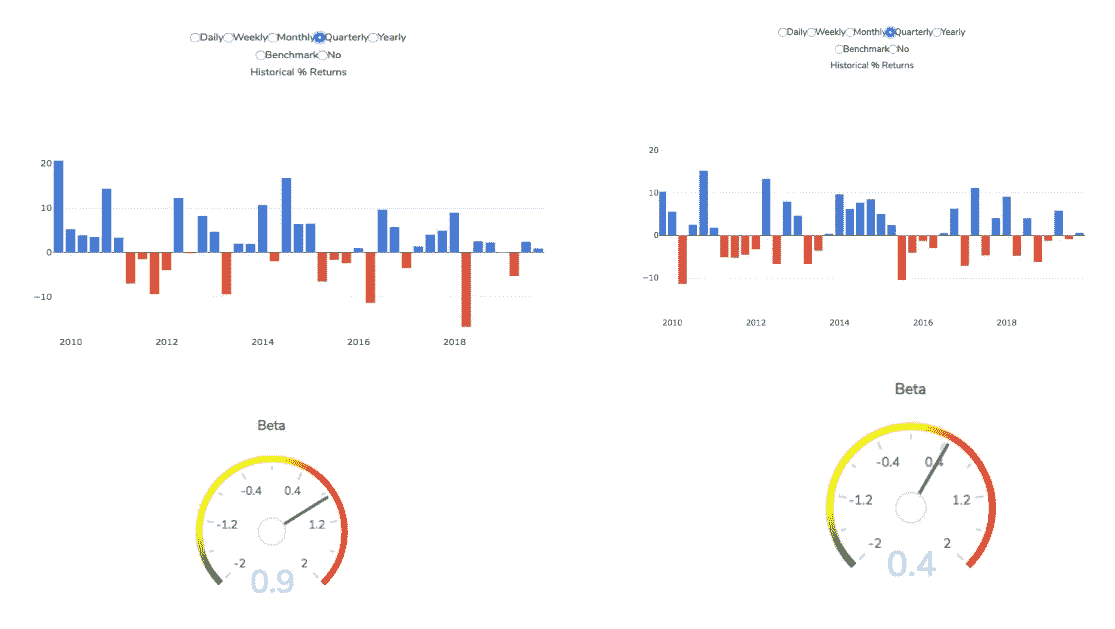 Daily Weekly Monthly Quarterly Yearly
Benchmark No
Historical % Returns
20
10
0
−10
2010 2012 2014 2016 2018
Beta
-0.4 0.4
-1.2 1.2
-2 2
0.9
Daily Weekly Monthly Quarterly Yearly
Benchmark No
Historical % Returns
20
10
0
−10
2010 2012 2014 2016 2018
Beta
-0.4 0.4
-1.2 1.2
-2 2
0.4